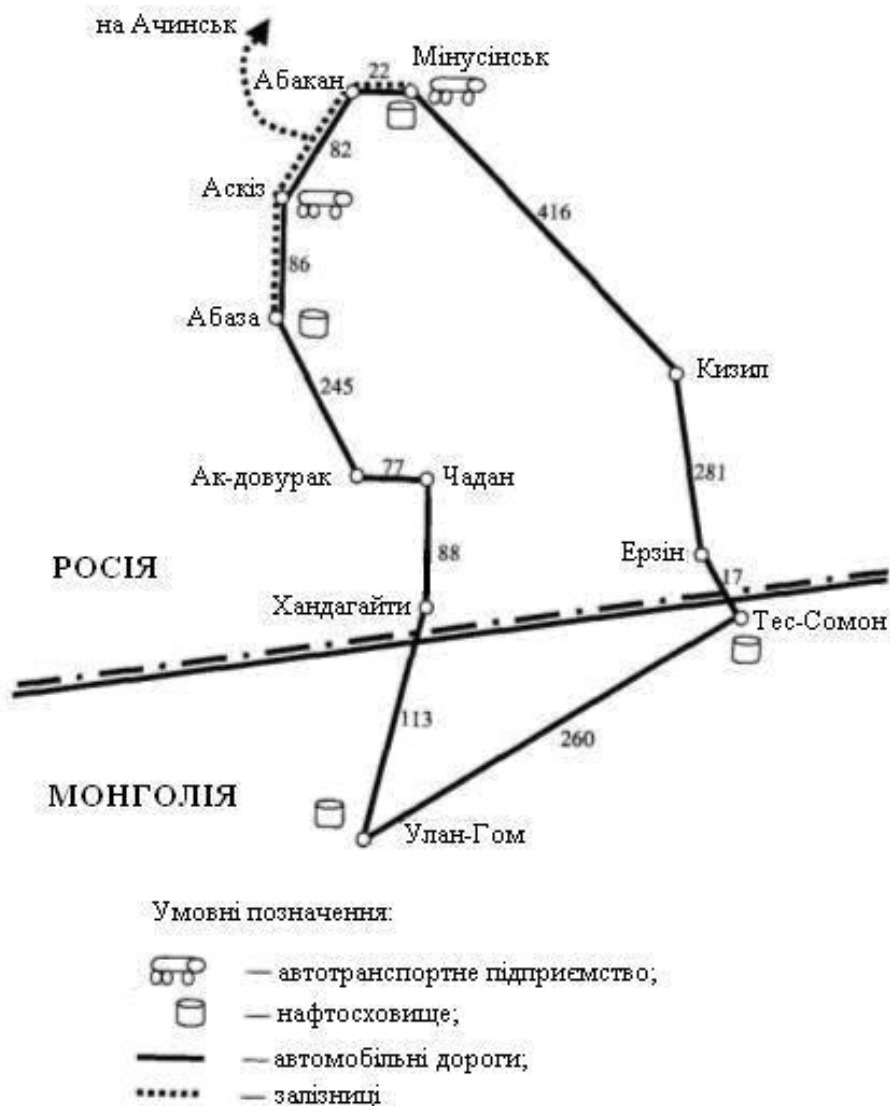 на Ачинськ
Мінусінськ
Абакан
22
82
Аскіз
416
86
Абаза
Кизил
245
Ак-довурак
77
Чадан
281
88
Ерзін
РОСІЯ
17
Хандагайти
Тес-Сомон
113
260
МОНГОЛІЯ
Улан-Гом
Умовні позначення:
— автотранспортне підприємство;
— нафтосховище;
— автомобільні дороги;
— залізниці